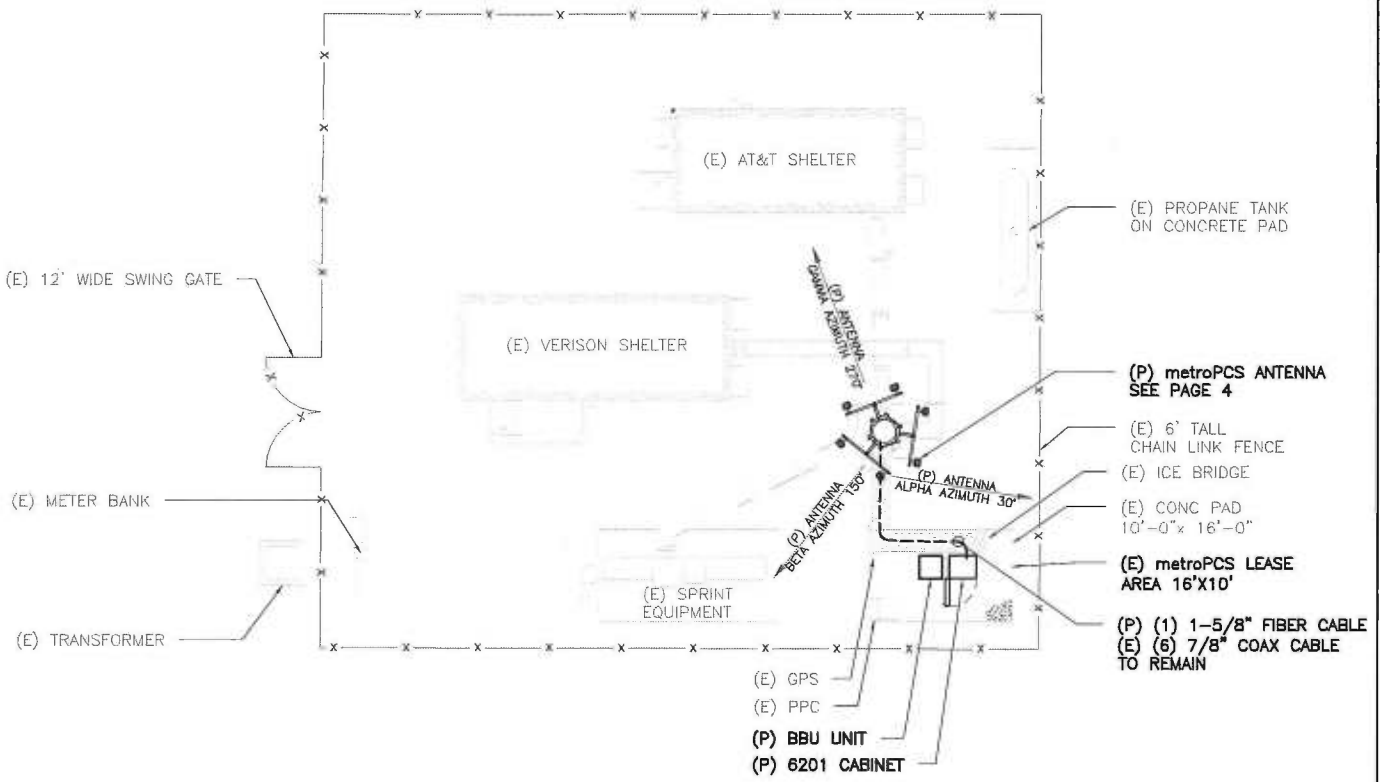 (E) AT&T SHELTER
(E) PROPANE TANK
ON CONCRETE PAD
(E) 12' WIDE SWING GATE
(P) ANTENNA
GAMMA AZIMUTH 270°
(E) VERISON SHELTER
(P) metroPCS ANTENNA
SEE PAGE 4
(E) 6' TALL
CHAIN LINK FENCE
(E) ICE BRIDGE
(P) ANTENNA
ALPHA AZIMUTH 30°
(E) METER BANK
(P) ANTENNA
BETA AZIMUTH 150°
(E) CONC PAD
10'-0"x 16'-0"
(E) metroPCS LEASE
AREA 16'X10'
(E) SPRINT
EQUIPMENT
(E) TRANSFORMER
(P) (1) 1-5/8" FIBER CABLE
(E) (6) 7/8" COAX CABLE
TO REMAIN
(E) GPS
(E) PPC
(P) BBU UNIT
(P) 6201 CABINET